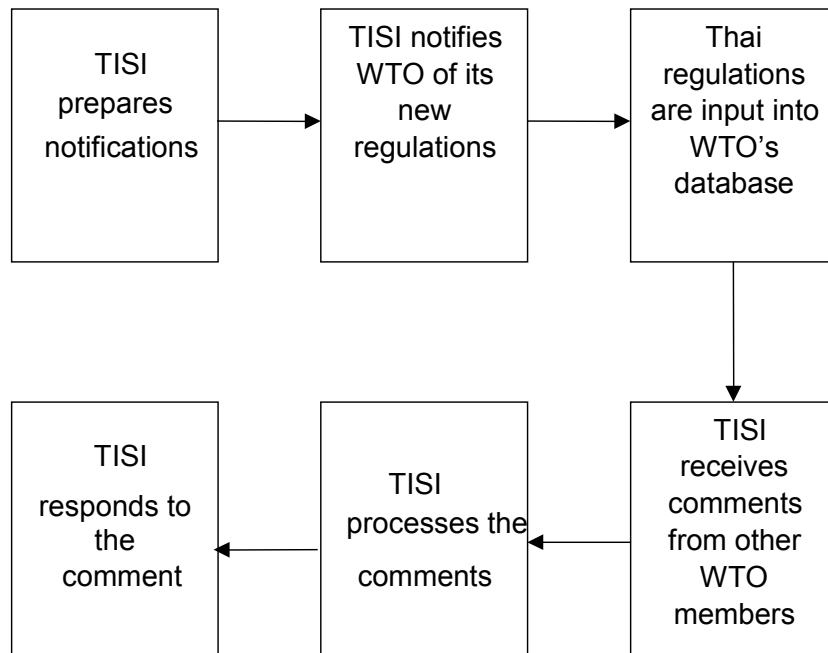 TISI
prepares
notifications
TISI notifies
WTO of its
new
regulations
Thai
regulations
are input into
WTO’s
database
TISI
receives
comments
from other
WTO
members
TISI
processes the
comments
TISI
responds to
the
comment